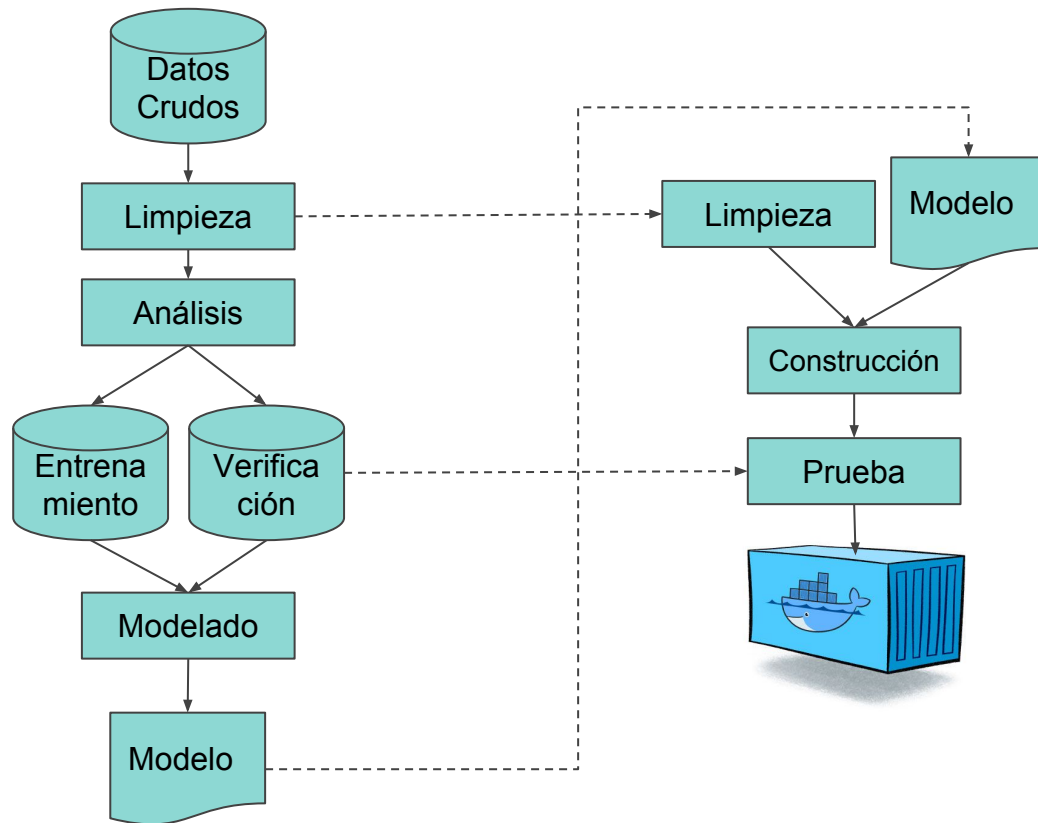 Datos
Crudos
Limpieza
Análisis
Entrena
miento
Verifica
ción
Modelado
Modelo
Limpieza
Modelo
Construcción
Prueba